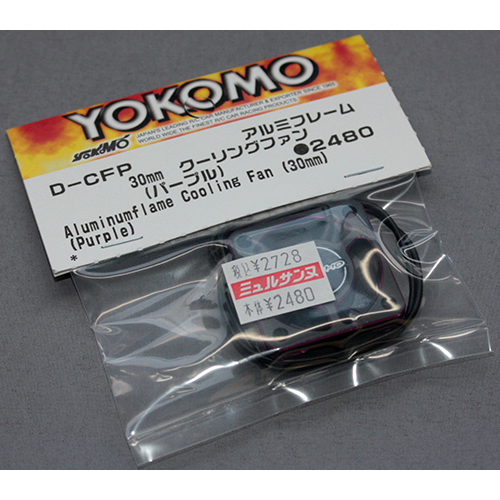 YOKOMO
YOKOMO
JAPAN'S LEADING R/C CAR MANUFACTURER & EXPORTER SINCE 1965
WORLD WIDE THE FINEST R/C CAR RACING PRODUCTS
D-CFP
30mm アルミフレーム
クーリングファン
(パープル) ●2480
Aluminumflame Cooling Fan (30mm)
(Purple)
*
税込¥2728
ミュルサンヌ
本体¥2480